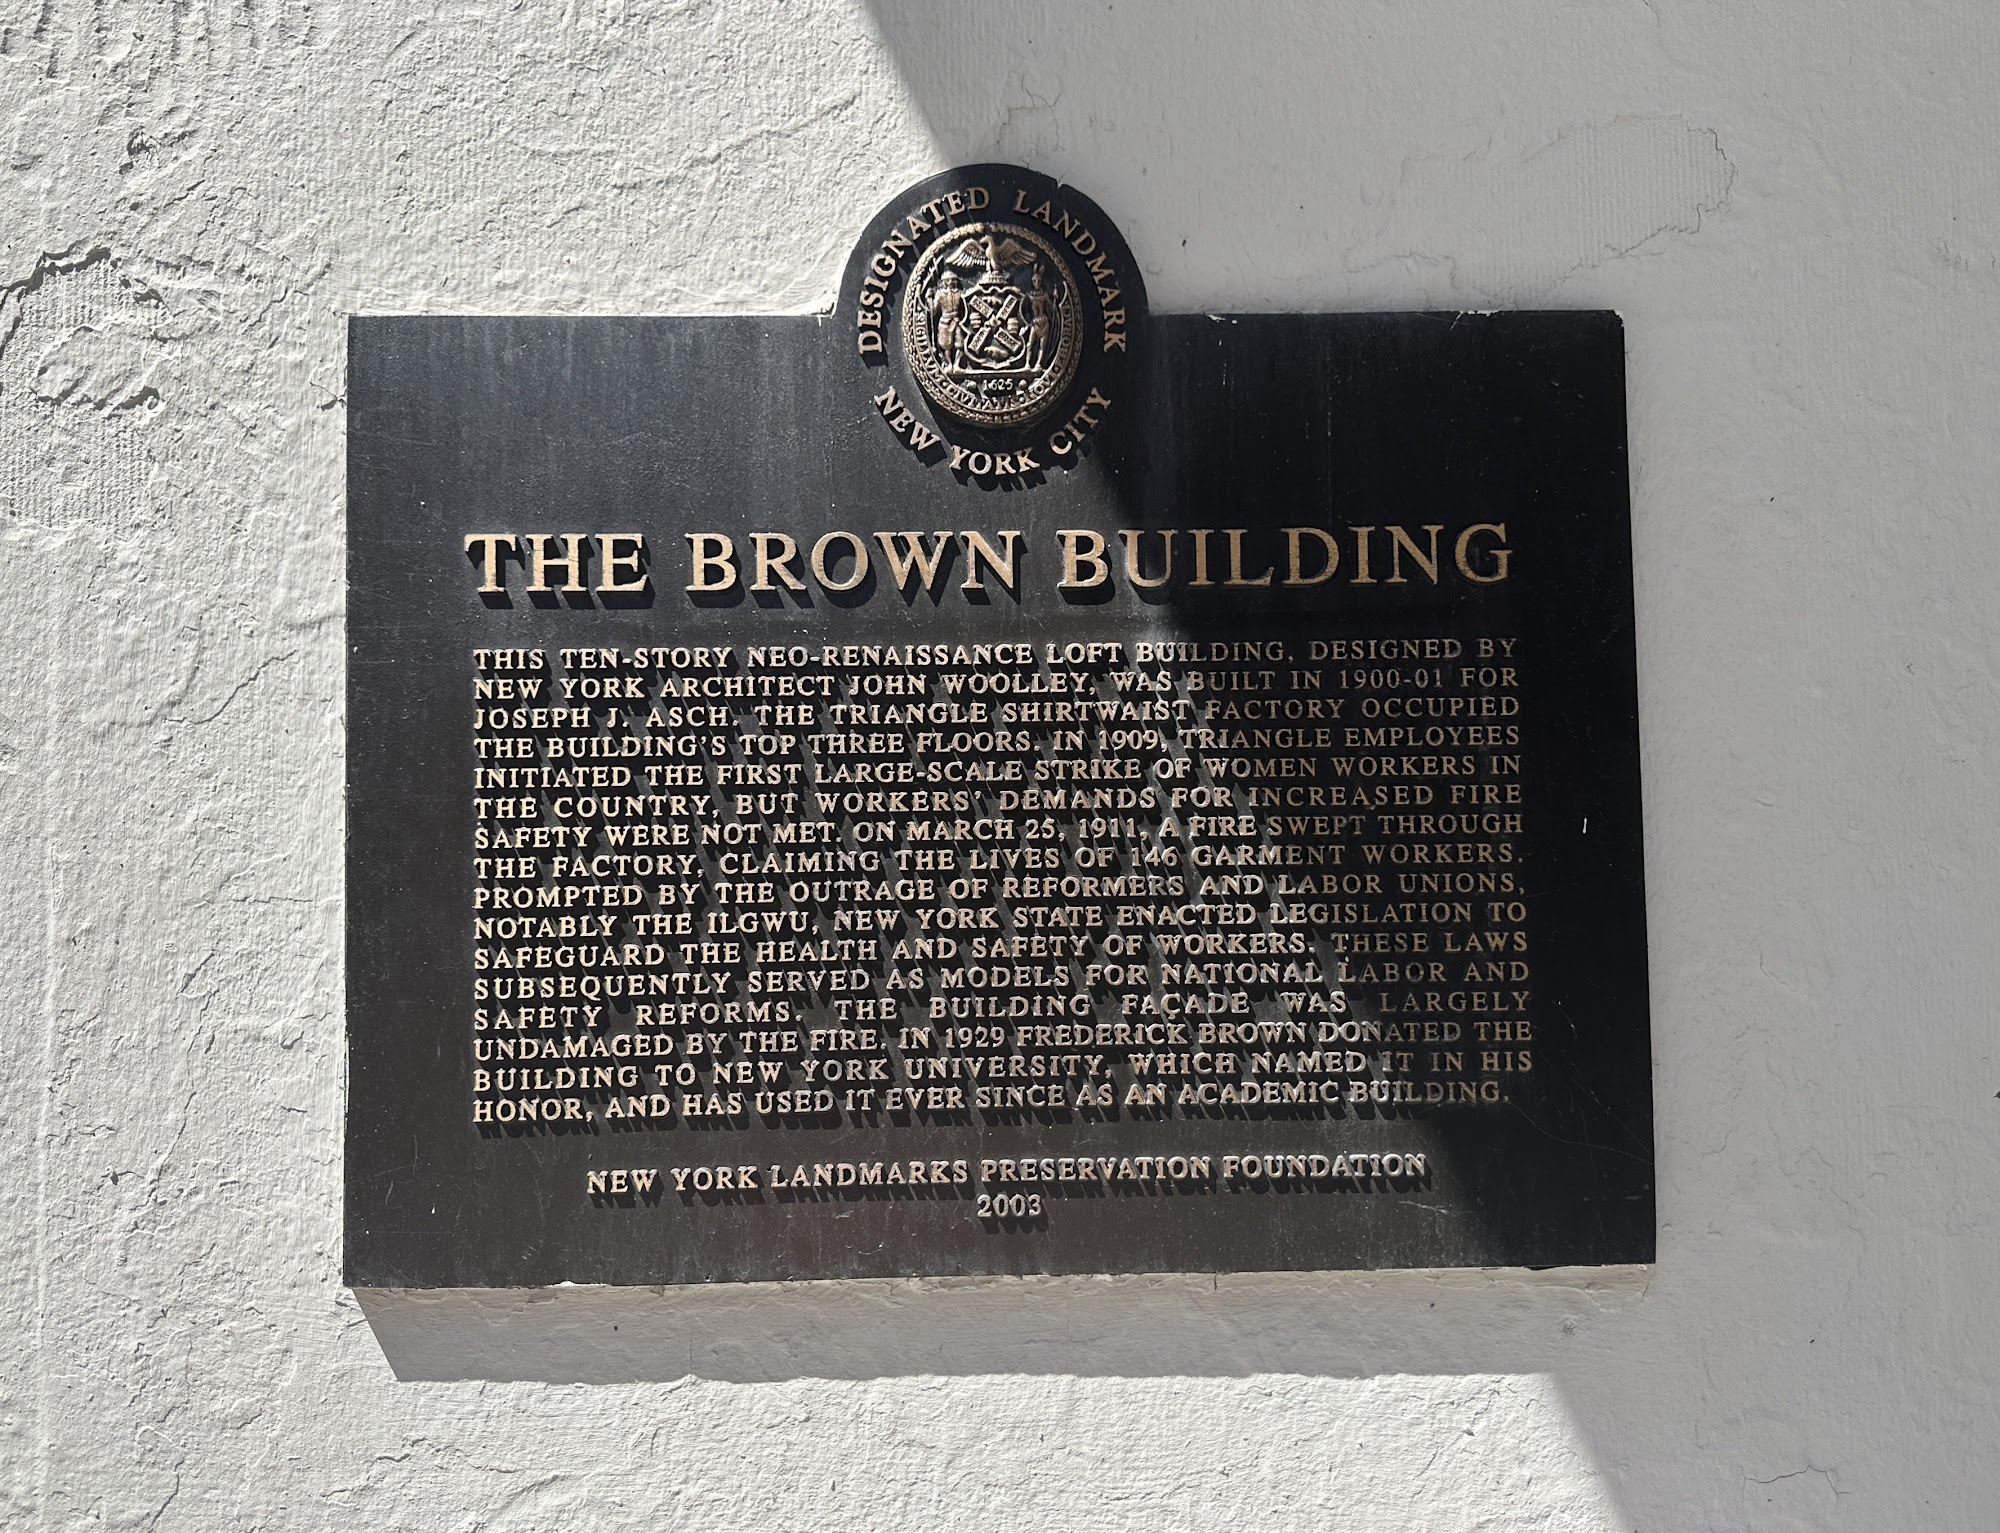 DESIGNATED LANDMARK
NEW YORK CITY
1625
THE BROWN BUILDING
THIS TEN-STORY NEO-RENAISSANCE LOFT BUILDING, DESIGNED BY
NEW YORK ARCHITECT JOHN WOOLLEY, WAS BUILT IN 1900-01 FOR
JOSEPH J. ASCH. THE TRIANGLE SHIRTWAIST FACTORY OCCUPIED
THE BUILDING'S TOP THREE FLOORS. IN 1909, TRIANGLE EMPLOYEES
INITIATED THE FIRST LARGE-SCALE STRIKE OF WOMEN WORKERS IN
THE COUNTRY, BUT WORKERS' DEMANDS FOR INCREASED FIRE
SAFETY WERE NOT MET. ON MARCH 25, 1911, A FIRE SWEPT THROUGH
THE FACTORY, CLAIMING THE LIVES OF 146 GARMENT WORKERS.
PROMPTED BY THE OUTRAGE OF REFORMERS AND LABOR UNIONS,
NOTABLY THE ILGWU, NEW YORK STATE ENACTED LEGISLATION TO
SAFEGUARD THE HEALTH AND SAFETY OF WORKERS. THESE LAWS
SUBSEQUENTLY SERVED AS MODELS FOR NATIONAL LABOR AND
SAFETY REFORMS. THE BUILDING FAÇADE WAS LARGELY
UNDAMAGED BY THE FIRE. IN 1929 FREDERICK BROWN DONATED THE
BUILDING TO NEW YORK UNIVERSITY, WHICH NAMED IT IN HIS
HONOR, AND HAS USED IT EVER SINCE AS AN ACADEMIC BUILDING.
NEW YORK LANDMARKS PRESERVATION FOUNDATION
2003